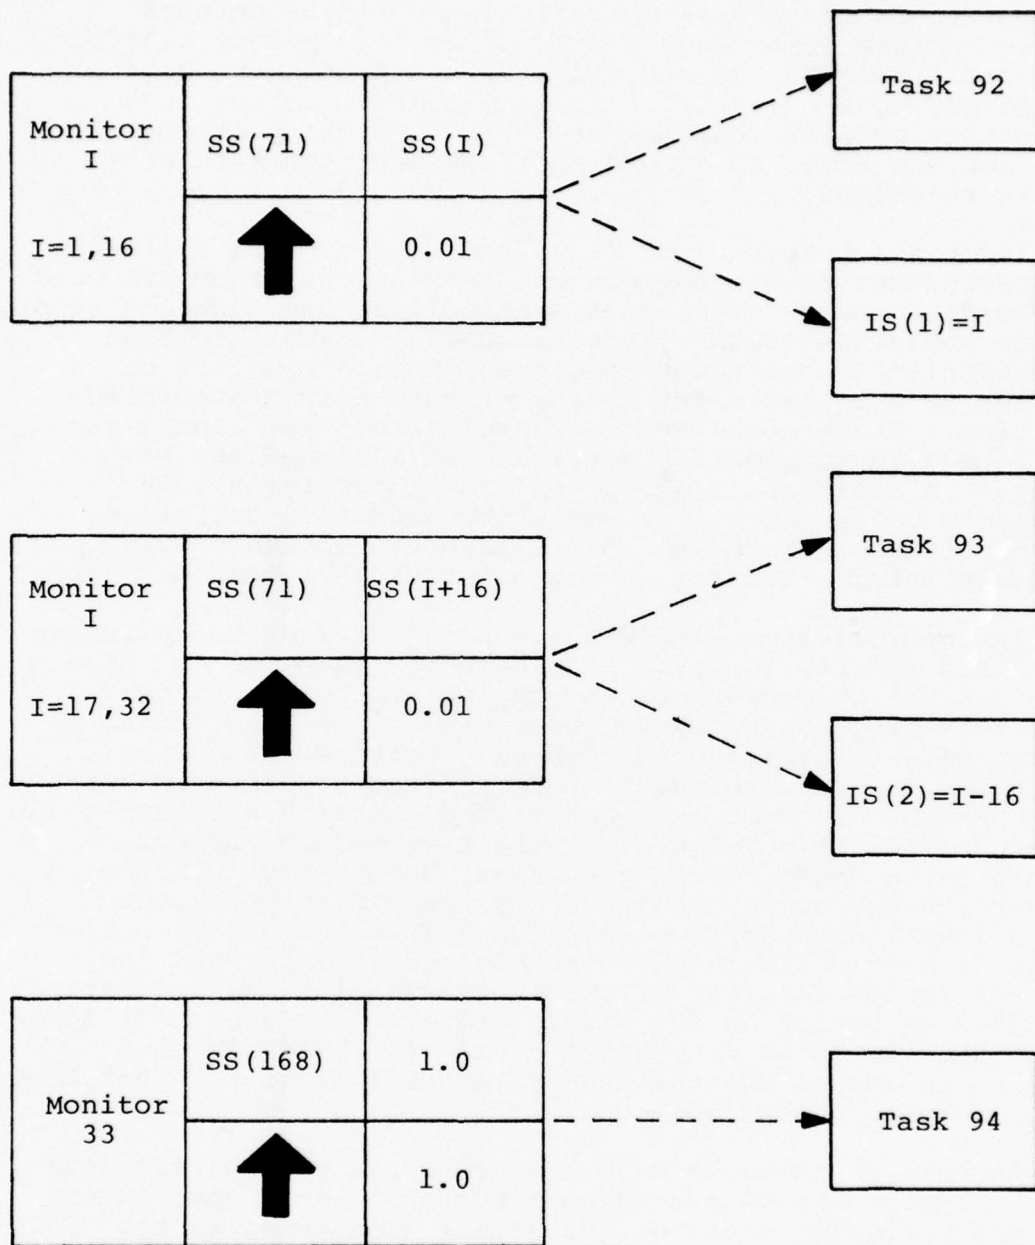 Task 92
Monitor
I
SS(71)
SS(I)
I=1,16
0.01
IS(1)=I
Task 93
Monitor
I
SS(71)
SS(I+16)
I=17,32
0.01
IS(2)=I-16
SS(168)
1.0
Monitor
33
1.0
Task 94